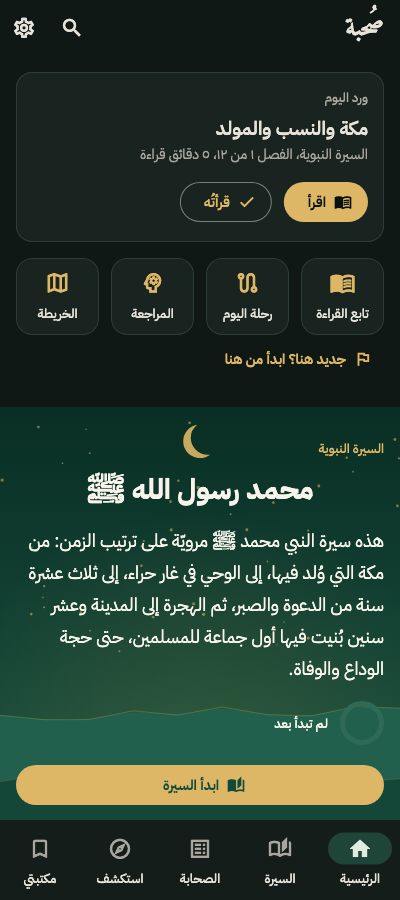 صُحبة
ورد اليوم
مكة والنسب والمولد
السيرة النبوية، الفصل ١ من ١٢، ٥ دقائق قراءة
اقرأ
قرأتُه
تابع القراءة
رحلة اليوم
المراجعة
الخريطة
جديد هنا؟ ابدأ من هنا
السيرة النبوية
محمد رسول الله ﷺ
هذه سيرة النبي محمد ﷺ مرويّة على ترتيب الزمن: من
مكة التي وُلد فيها، إلى الوحي في غار حراء، إلى ثلاث عشرة
سنة من الدعوة والصبر، ثم الهجرة إلى المدينة وعشر
سنين بُنيت فيها أول جماعة للمسلمين، حتى حجة
الوداع والوفاة.
لم تبدأ بعد
ابدأ السيرة
الرئيسية
السيرة
الصحابة
استكشف
مكتبتي